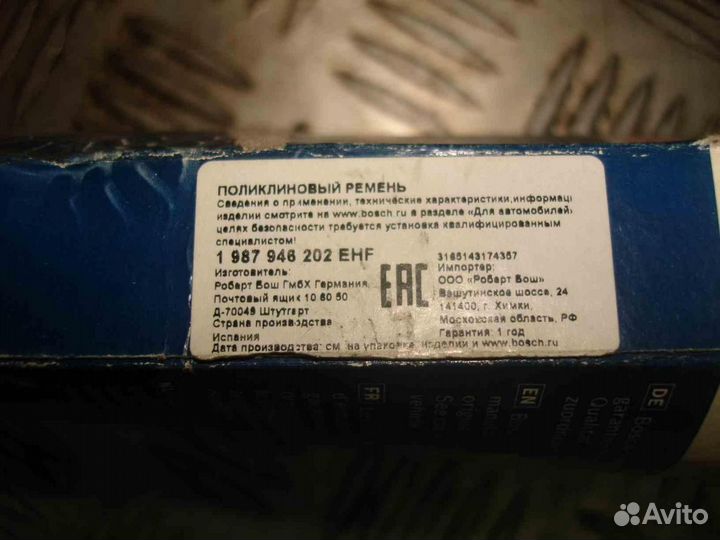 ПОЛИКЛИНОВЫЙ РЕМЕНЬ
Сведения о применении, технические характеристики,информац
изделии смотрите на www.bosch.ru в разделе «Для автомобилей»
целях безопасности требуется установка квалифицированным
специалистом!
1 987 946 202 EHF
3165143174357
Изготовитель:
Роберт Бош ГмбХ Германия,
Почтовый ящик 10 60 50
Д-70049 Штутгарт
Страна производства
Испания
EAC
Импортер:
ООО «Роберт Бош»
Вашутинское шоссе, 24
141400, г. Химки,
Московская область, РФ
Гарантия: 1 год
Дата производства: см. на упаковке, изделии и www.bosch.ru
FR
EN
DE
Avito